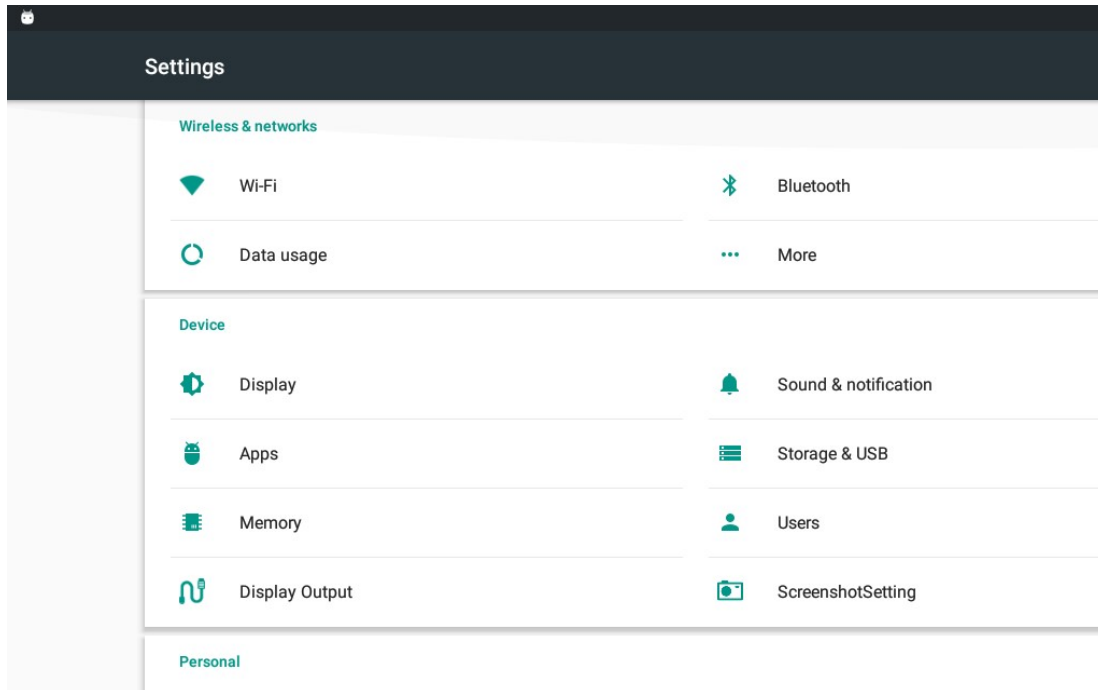 Settings
Wireless & networks
Wi-Fi
Bluetooth
Data usage
More
Device
Display
Sound & notification
Apps
Storage & USB
Memory
Users
Display Output
ScreenshotSetting
Personal